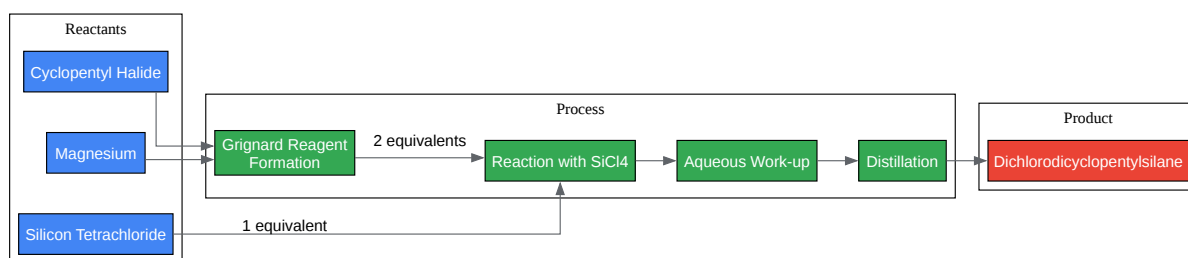 Reactants
Cyclopentyl Halide
Magnesium
Silicon Tetrachloride
Process
Grignard Reagent
Formation
2 equivalents
1 equivalent
Reaction with SiCl4
Aqueous Work-up
Distillation
Product
Dichlorodicyclopentylsilane